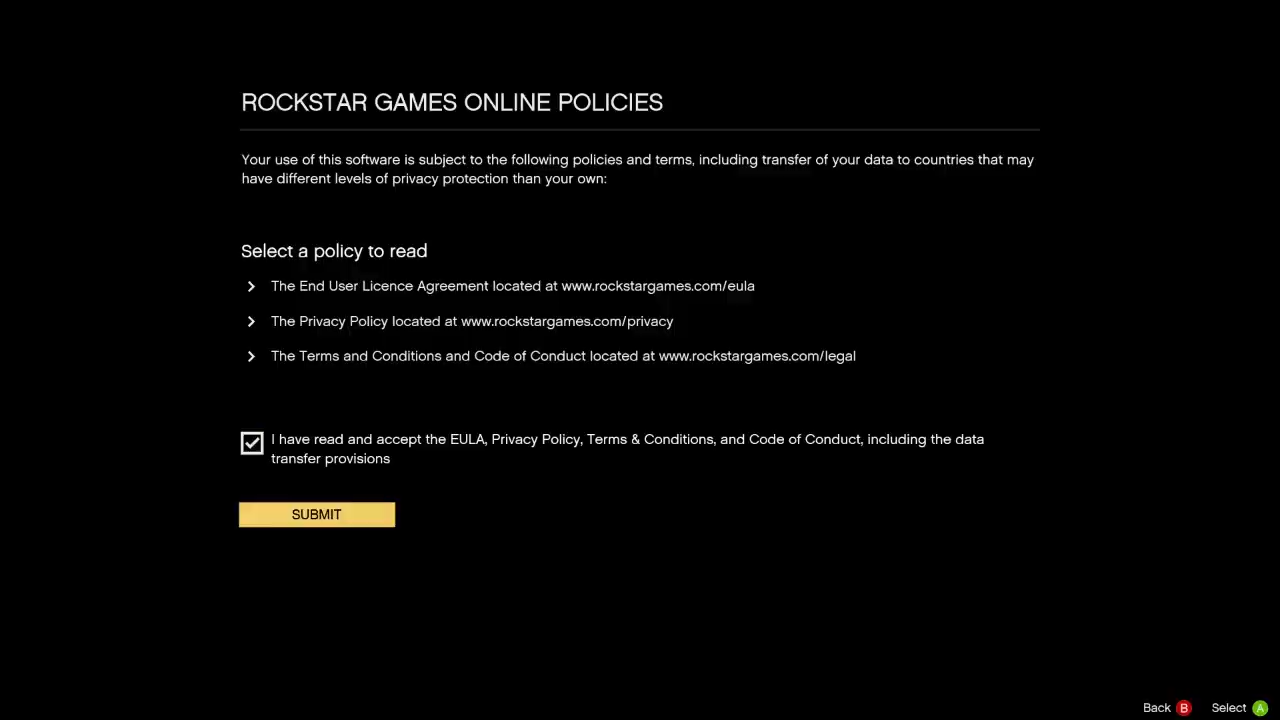 ROCKSTAR GAMES ONLINE POLICIES
Your use of this software is subject to the following policies and terms, including transfer of your data to countries that may
have different levels of privacy protection than your own:
Select a policy to read
The End User Licence Agreement located at www.rockstargames.com/eula
The Privacy Policy located at www.rockstargames.com/privacy
The Terms and Conditions and Code of Conduct located at www.rockstargames.com/legal
I have read and accept the EULA, Privacy Policy, Terms & Conditions, and Code of Conduct, including the data
transfer provisions
SUBMIT
Back B Select A